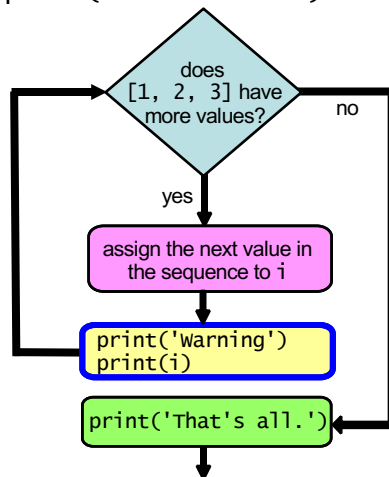 does
[1, 2, 3] have
more values?
no
yes
assign the next value in
the sequence to i
print('Warning')
print(i)
print('That's all.')